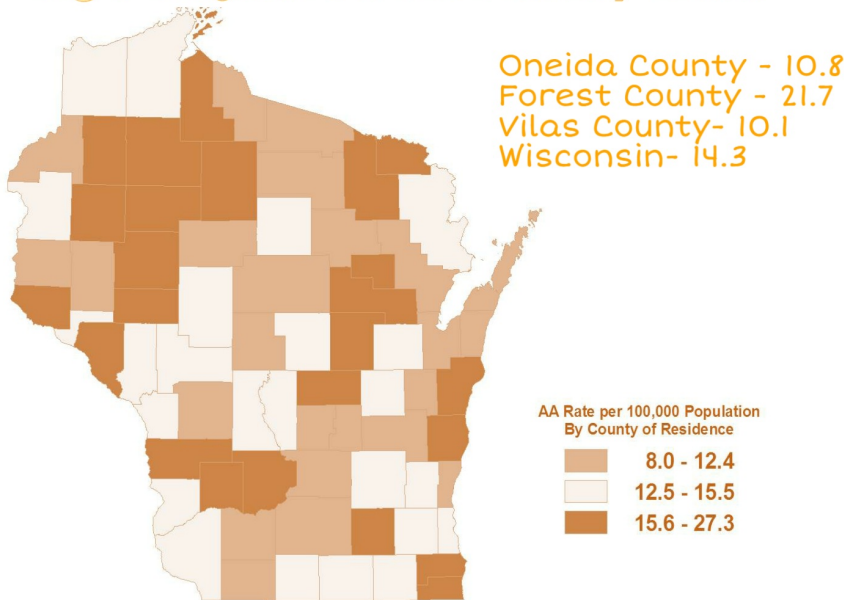 Oneida County - 10.8
Forest County - 21.7
Vilas County- 10.1
Wisconsin- 14.3
AA Rate per 100,000 Population
By County of Residence
8.0 - 12.4
12.5 - 15.5
15.6 - 27.3